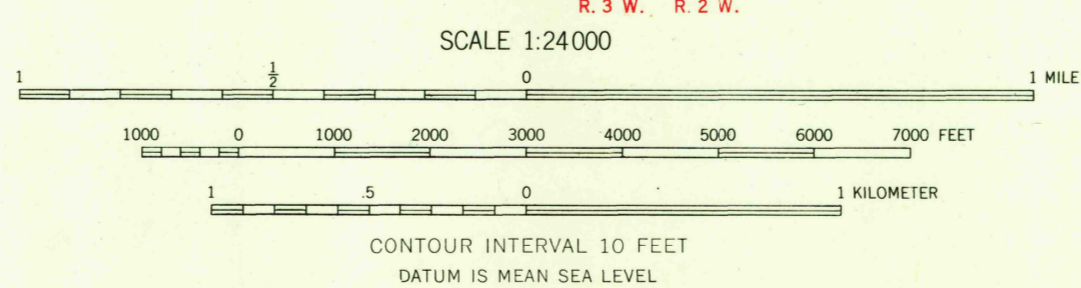 R. 3 W. R. 2 W.
SCALE 1:24000
1 1/2 0 1 MILE
1000 0 1000 2000 3000 4000 5000 6000 7000 FEET
1 .5 0 1 KILOMETER
CONTOUR INTERVAL 10 FEET
DATUM IS MEAN SEA LEVEL